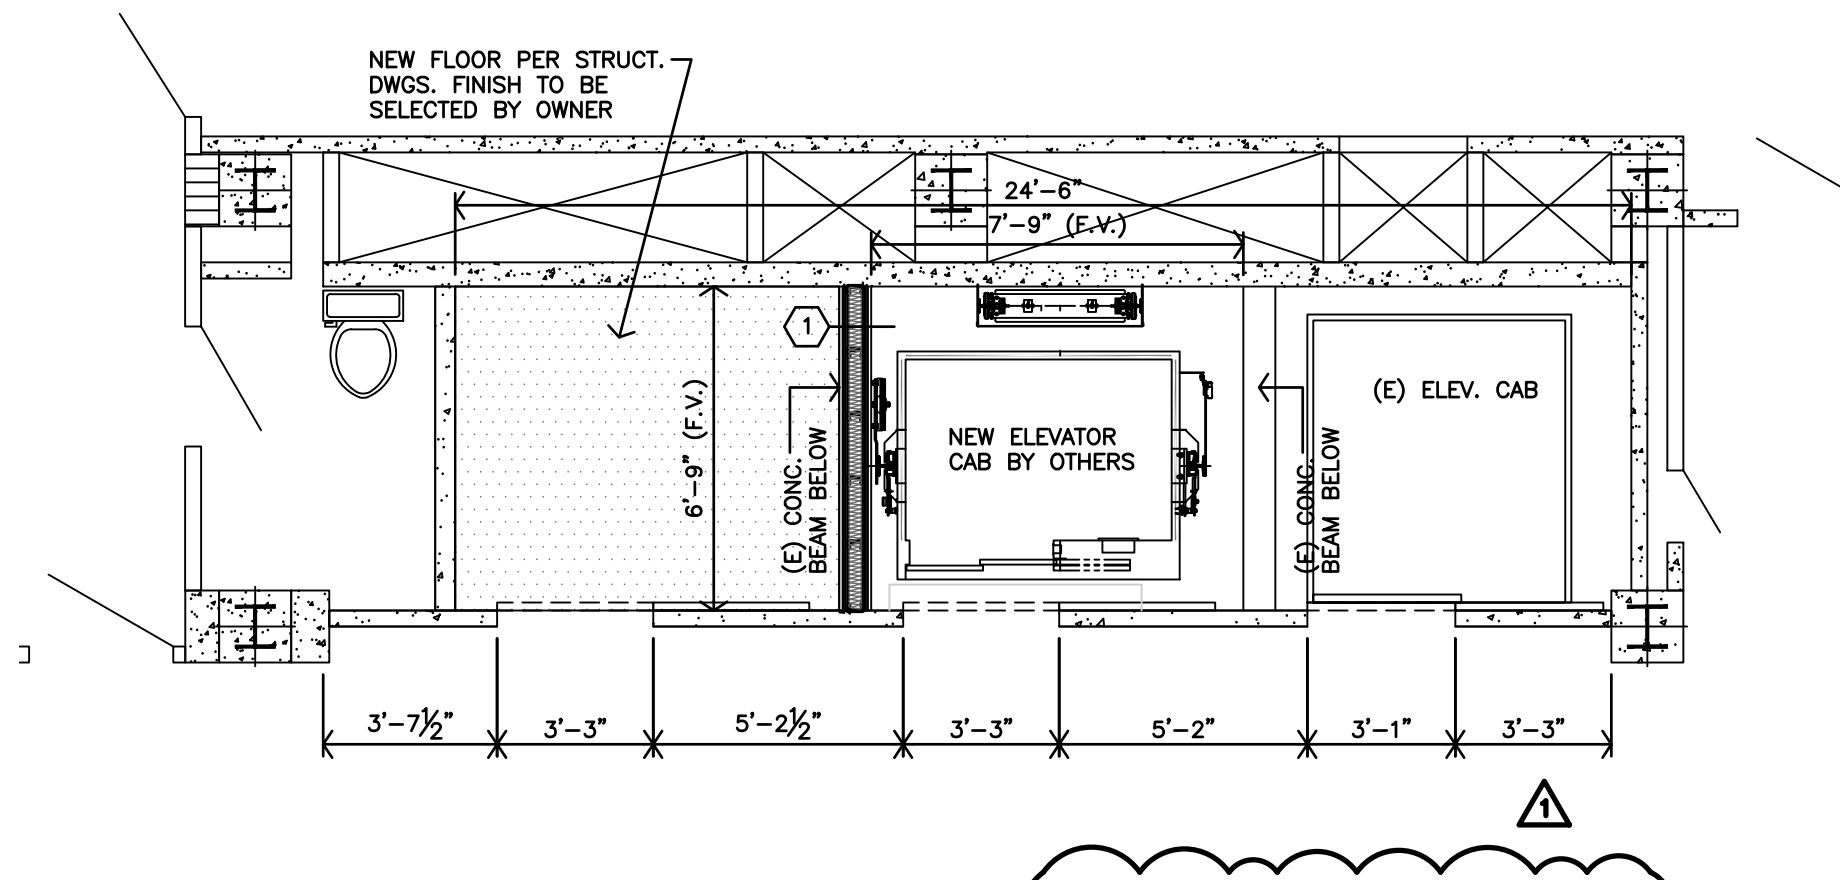 NEW FLOOR PER STRUCT.
DWGS. FINISH TO BE
SELECTED BY OWNER
24'-6"
7'-9" (F.V.)
1
6'-9" (F.V.)
(E) CONC.
BEAM BELOW
NEW ELEVATOR
CAB BY OTHERS
(E) CONC.
BEAM BELOW
(E) ELEV. CAB
3'-7½"
3'-3"
5'-2½"
3'-3"
5'-2"
3'-1"
3'-3"
1